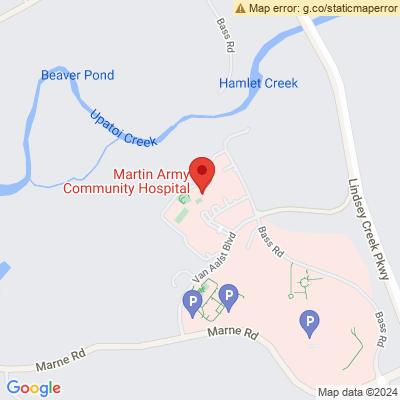 Map error: g.co/staticmaperror
Bass Rd
Beaver Pond
Hamlet Creek
Upatoi Creek
Martin Army
Community Hospital
Lindsey Creek Pkwy
Bass Rd
Van Aalst Blvd
P
P
P
Bass Rd
Marne Rd
Marne Rd
Google
Map data ©2024